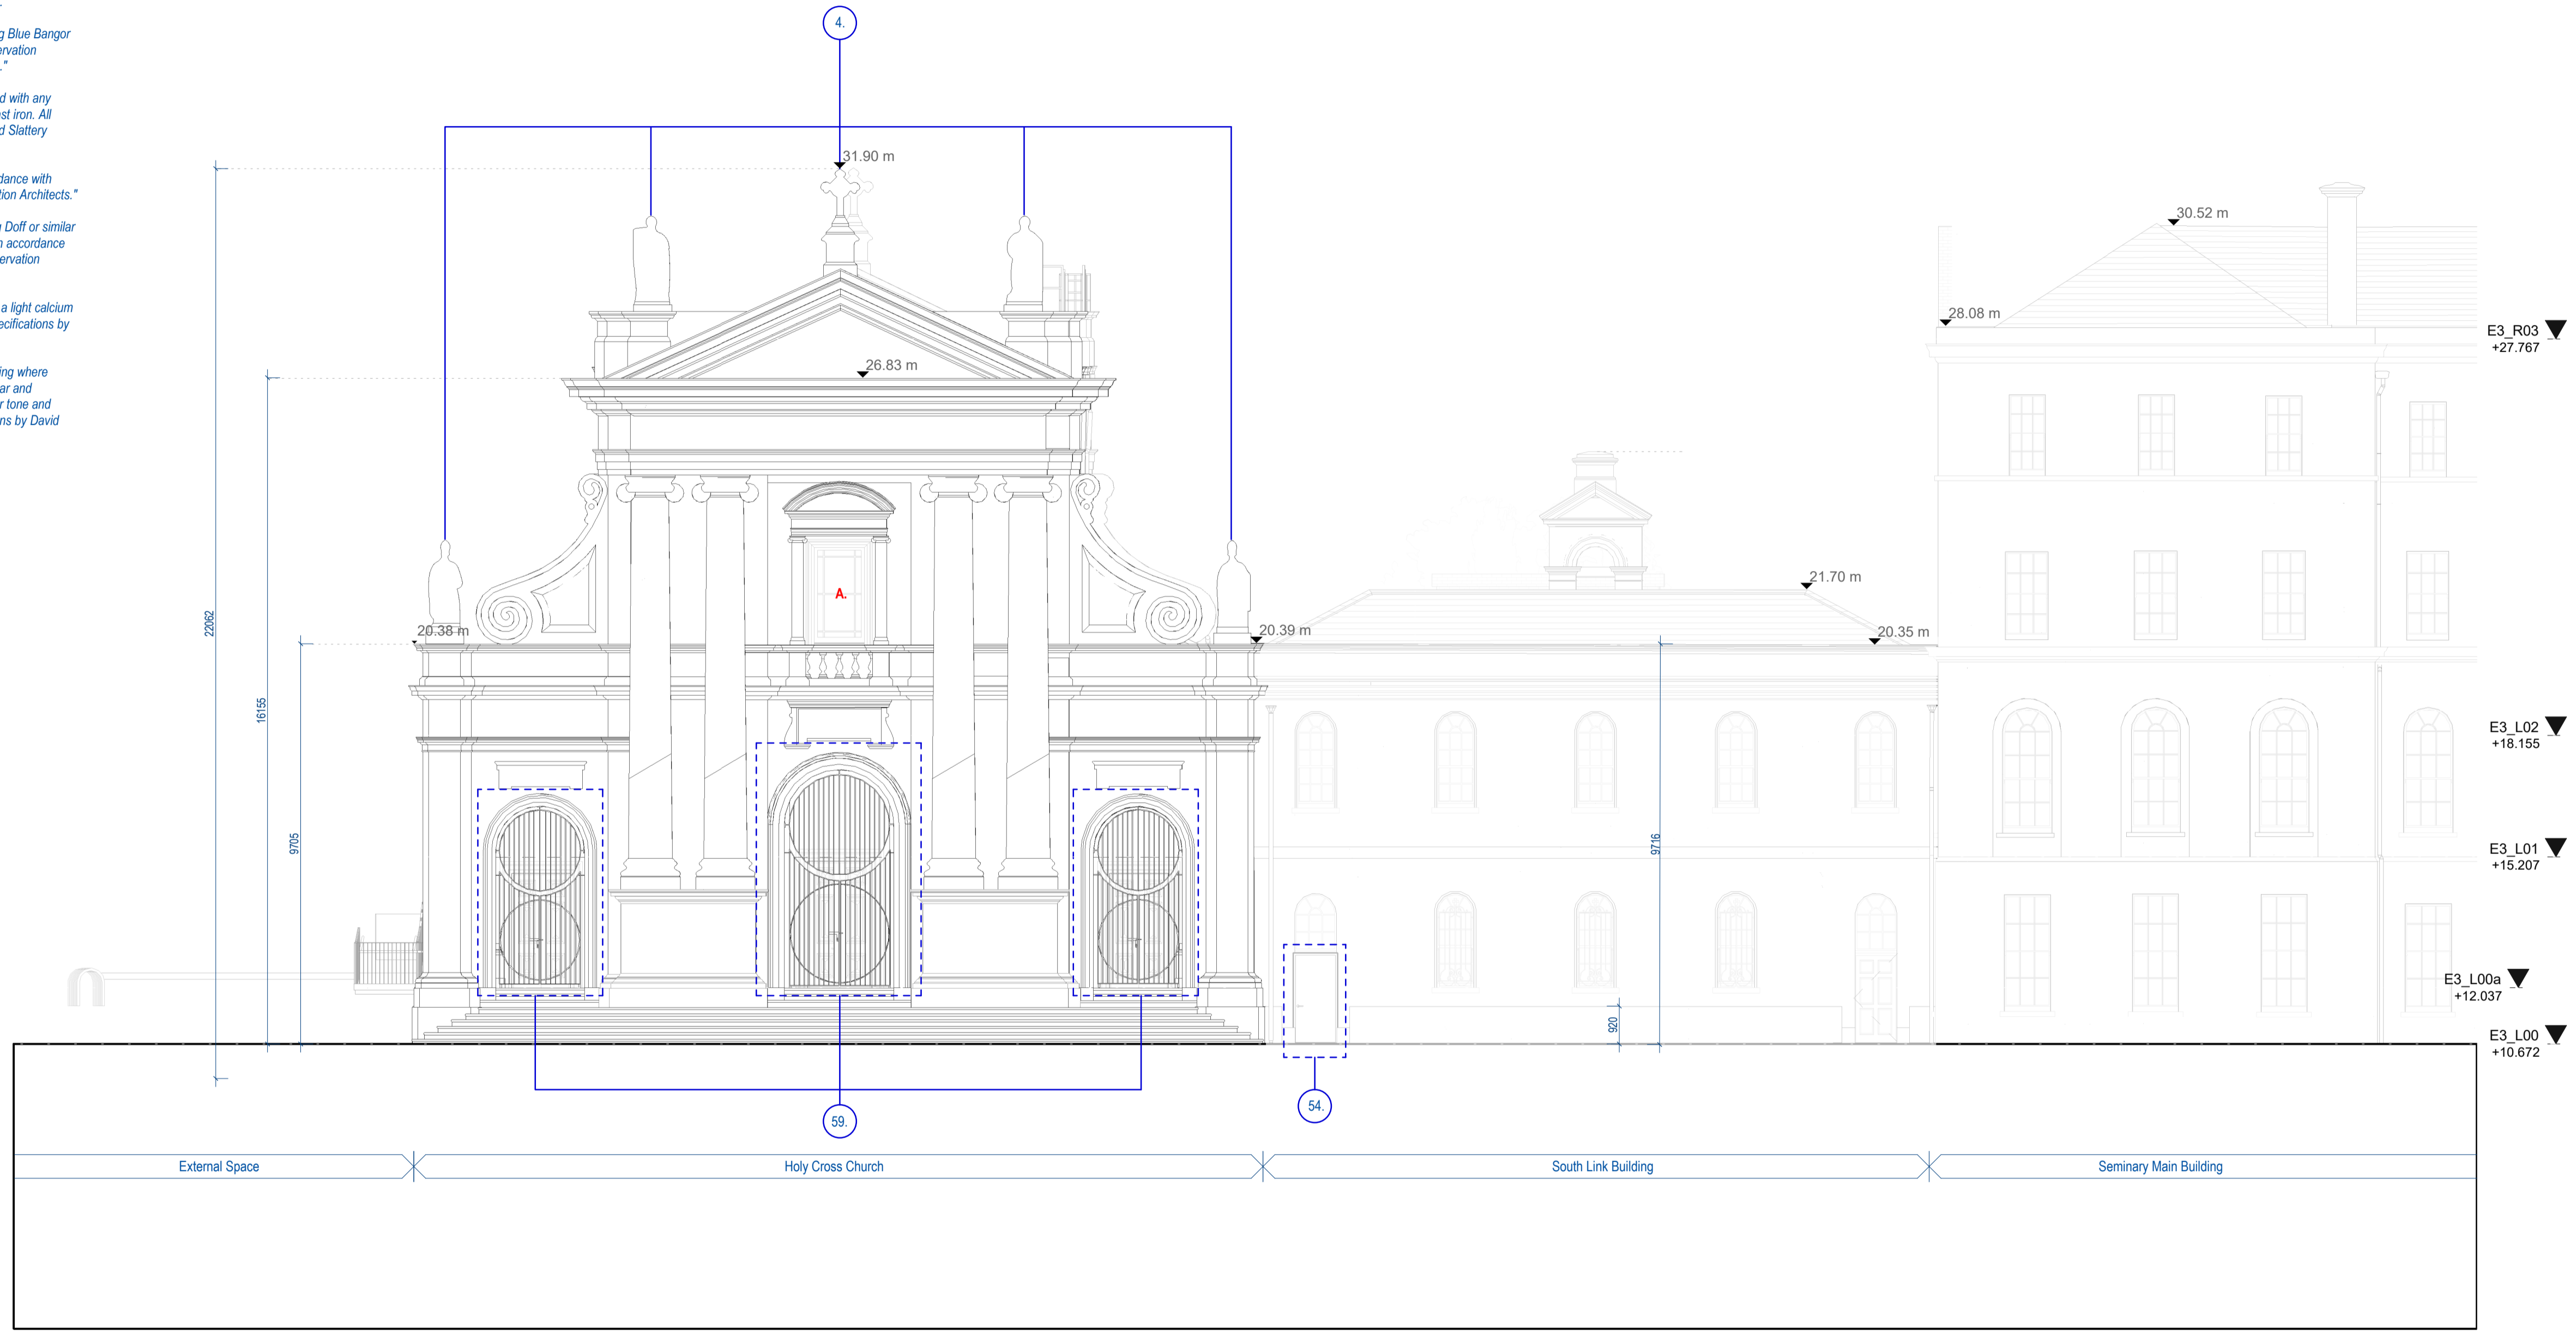 g Blue Bangor
ervation
."
d with any
st iron. All
d Slattery
dance with
tion Architects."
Doff or similar
accordance
ervation
a light calcium
ecifications by
ing where
ar and
r tone and
ns by David
4.
31.90 m
30.52 m
28.08 m
E3_R03
+27.767
26.83 m
A.
21.70 m
22062
20.38 m
20.39 m
20.35 m
16155
E3_L02
+18.155
9705
9716
E3_L01
+15.207
E3_L00a
+12.037
920
E3_L00
+10.672
59.
54.
External Space
Holy Cross Church
South Link Building
Seminary Main Building